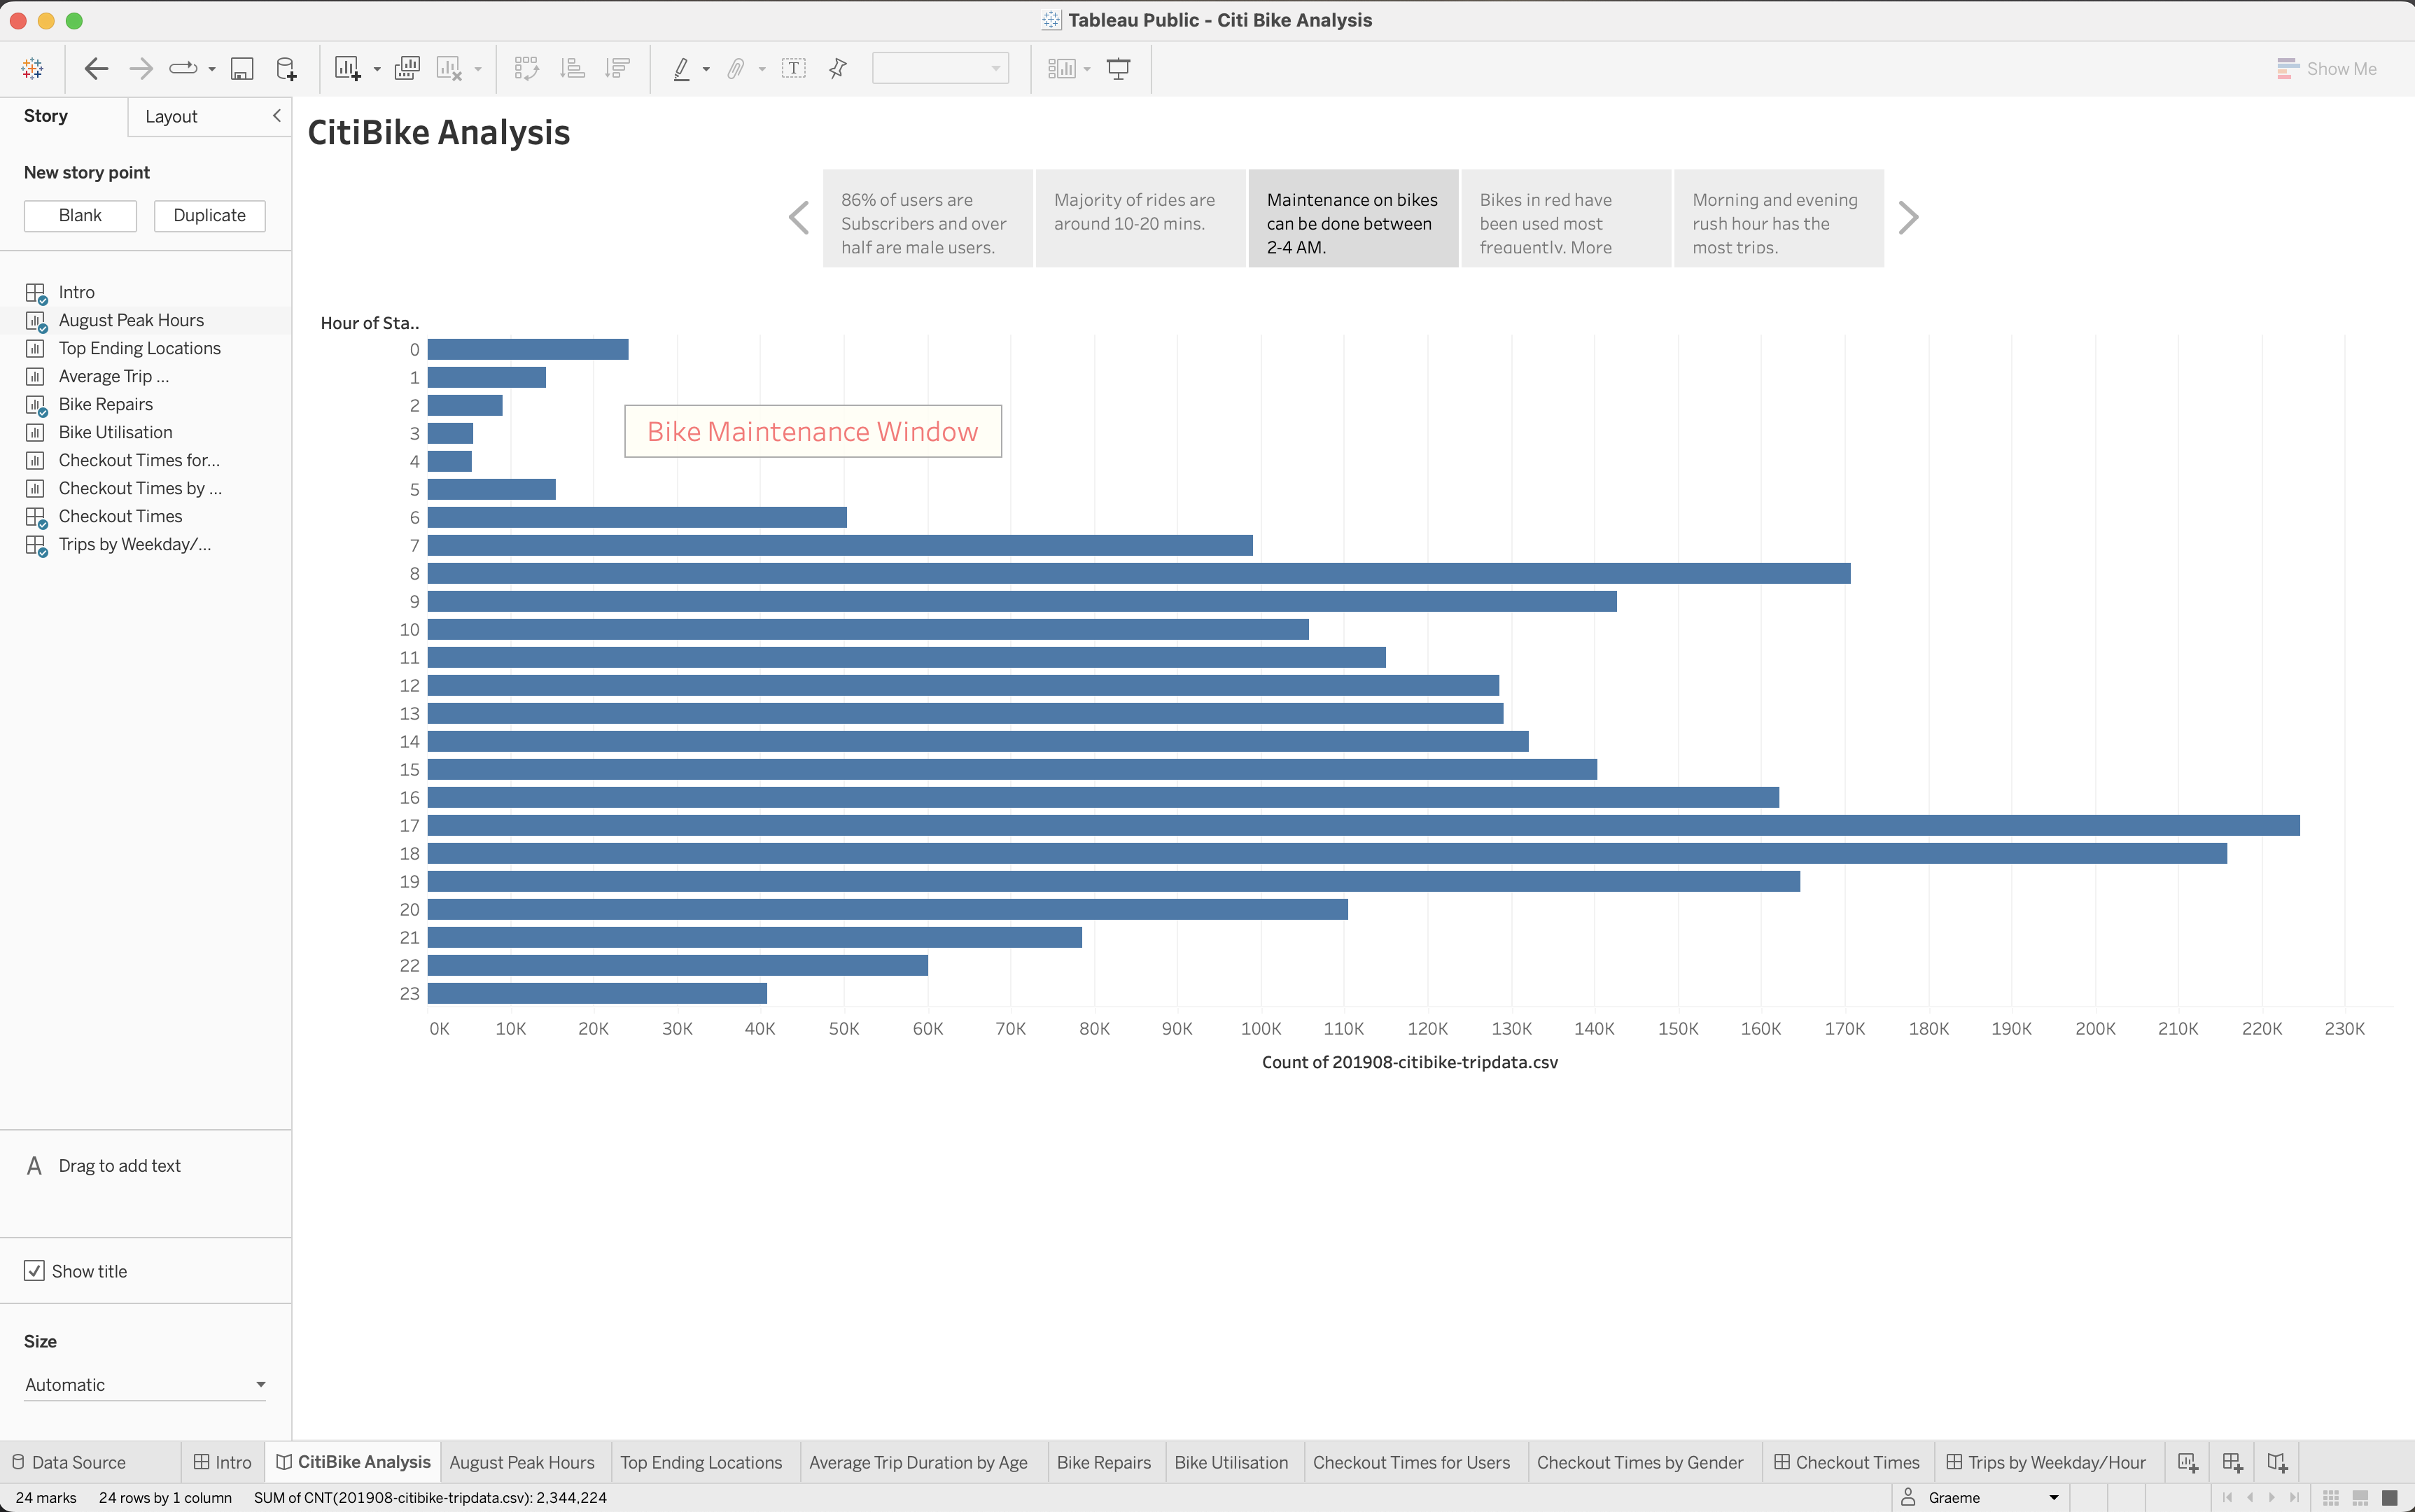 Tableau Public - Citi Bike Analysis
Show Me
Story
Layout
New story point
Blank
Duplicate
Intro
August Peak Hours
Top Ending Locations
Average Trip ...
Bike Repairs
Bike Utilisation
Checkout Times for...
Checkout Times by ...
Checkout Times
Trips by Weekday/...
A Drag to add text
Show title
Size
Automatic
CitiBike Analysis
86% of users are
Subscribers and over
half are male users.
Majority of rides are
around 10-20 mins.
Maintenance on bikes
can be done between
2-4 AM.
Bikes in red have
been used most
frequently. More
Morning and evening
rush hour has the
most trips.
Hour of Sta..
0
1
2
3
4
5
6
7
8
9
10
11
12
13
14
15
16
17
18
19
20
21
22
23
Bike Maintenance Window
0K 10K 20K 30K 40K 50K 60K 70K 80K 90K 100K 110K 120K 130K 140K 150K 160K 170K 180K 190K 200K 210K 220K 230K
Count of 201908-citibike-tripdata.csv
Data Source Intro CitiBike Analysis August Peak Hours Top Ending Locations Average Trip Duration by Age Bike Repairs Bike Utilisation Checkout Times for Users Checkout Times by Gender Checkout Times Trips by Weekday/Hour
24 marks 24 rows by 1 column SUM of CNT(201908-citibike-tripdata.csv): 2,344,224 Graeme